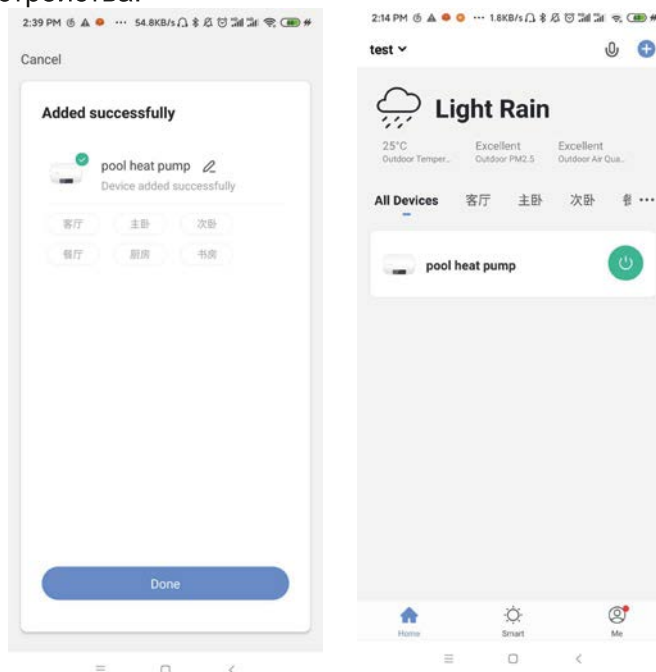 2:39 PM ··· 54.8KB/s
Cancel
Added successfully
pool heat pump
Device added successfully
客厅 主卧 次卧
餐厅 厨房 书房
Done
2:14 PM ··· 1.8KB/s
test
Light Rain
25°C Excellent Excellent
Outdoor Temper.. Outdoor PM2.5 Outdoor Air Qua..
All Devices 客厅 主卧 次卧 ···
pool heat pump
Home Smart Me